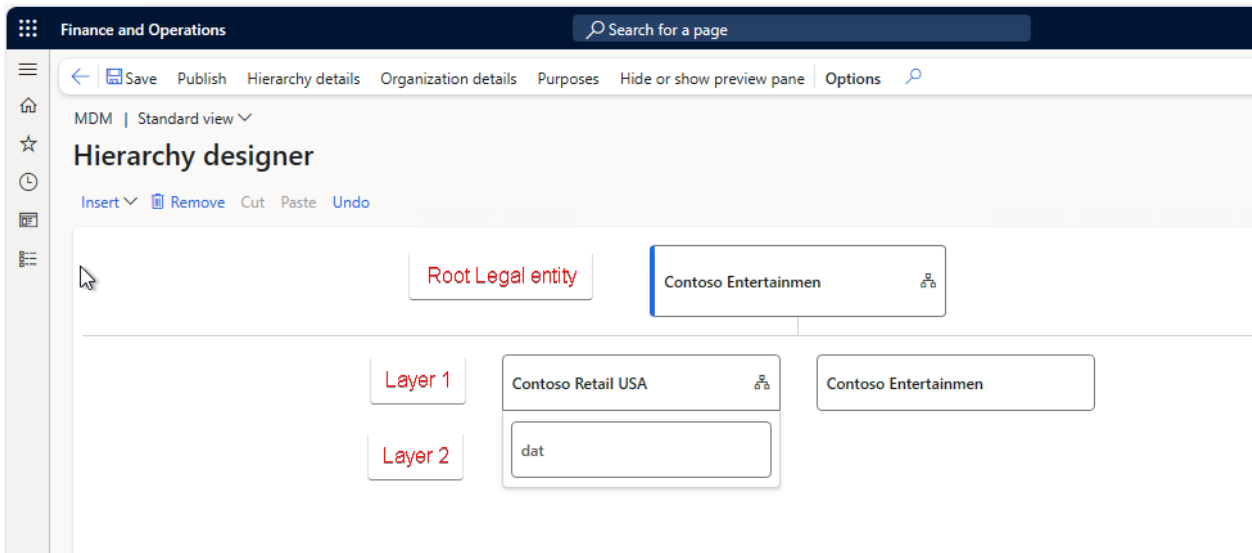 Finance and Operations Search for a page
Save Publish Hierarchy details Organization details Purposes Hide or show preview pane Options
MDM | Standard view
Hierarchy designer
Insert Remove Cut Paste Undo
Root Legal entity Contoso Entertainmen
Layer 1 Contoso Retail USA Contoso Entertainmen
Layer 2 dat